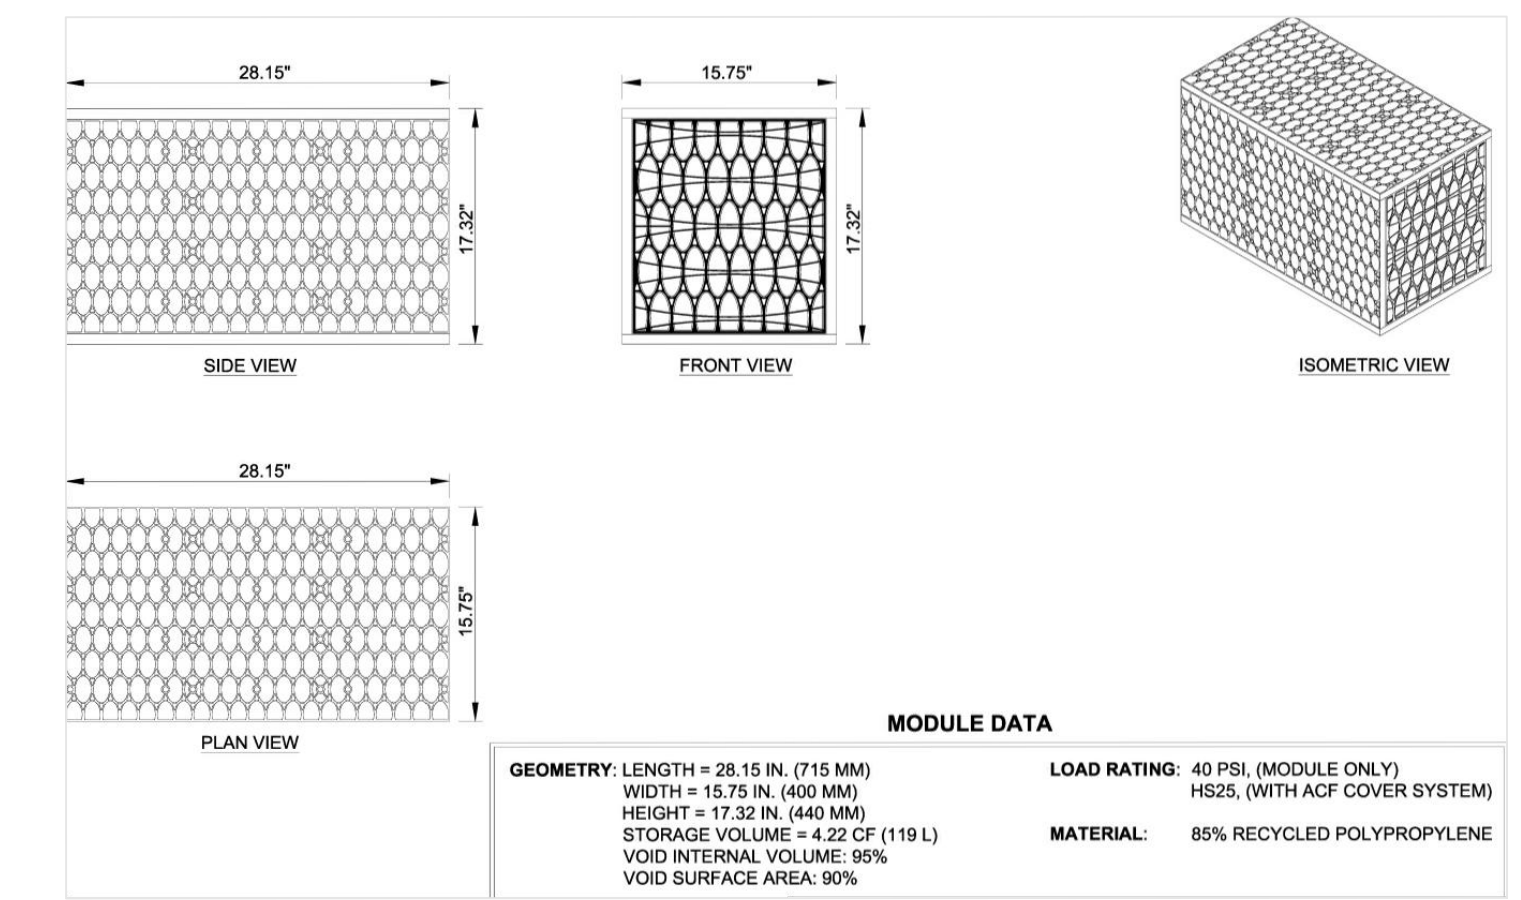 28.15"
15.75"
17.32"
17.32"
SIDE VIEW
FRONT VIEW
ISOMETRIC VIEW
28.15"
15.75"
PLAN VIEW
MODULE DATA
GEOMETRY: LENGTH = 28.15 IN. (715 MM)
WIDTH = 15.75 IN. (400 MM)
HEIGHT = 17.32 IN. (440 MM)
STORAGE VOLUME = 4.22 CF (119 L)
VOID INTERNAL VOLUME: 95%
VOID SURFACE AREA: 90%
LOAD RATING: 40 PSI, (MODULE ONLY)
HS25, (WITH ACF COVER SYSTEM)
MATERIAL: 85% RECYCLED POLYPROPYLENE